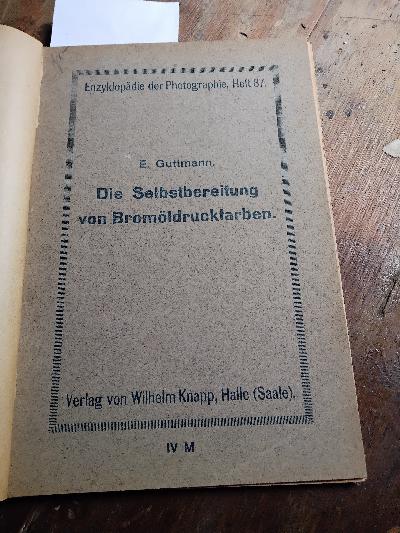 Enzyklopädie der Photographie, Heft 87.
E. Guttmann.
Die Selbstbereitung
von Bromöldruckfarben.
Verlag von Wilhelm Knapp, Halle (Saale).
IV M